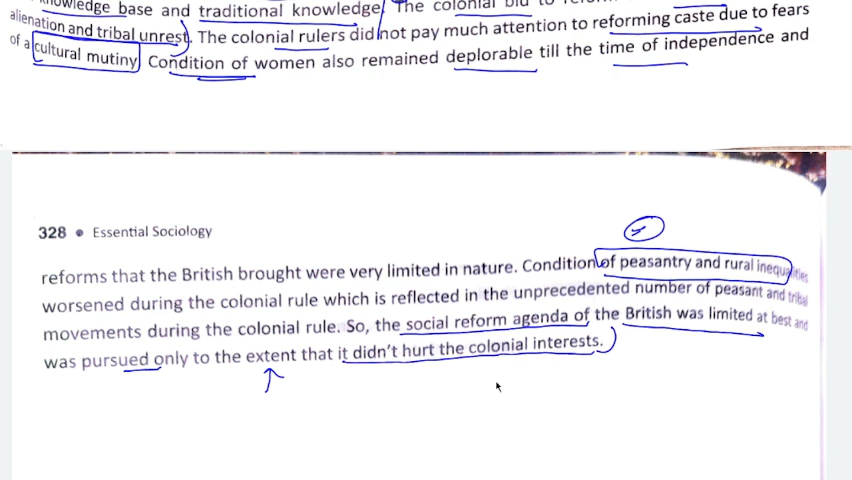 knowledge base and traditional knowledge. The colonial bid to
alienation and tribal unrest. The colonial rulers did not pay much attention to reforming caste due to fears
of a cultural mutiny. Condition of women also remained deplorable till the time of independence and
328 • Essential Sociology
reforms that the British brought were very limited in nature. Condition of peasantry and rural inequalities
worsened during the colonial rule which is reflected in the unprecedented number of peasant and tribal
movements during the colonial rule. So, the social reform agenda of the British was limited at best and
was pursued only to the extent that it didn't hurt the colonial interests.